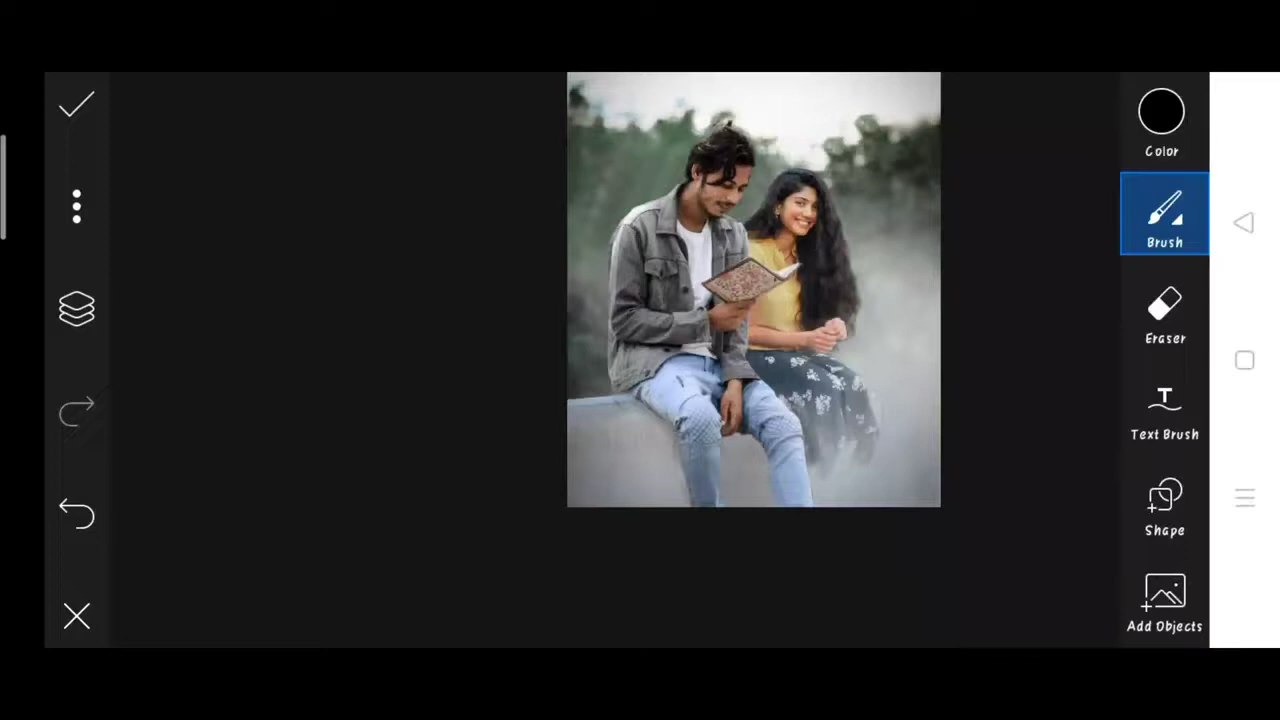 Color
Brush
Eraser
Text Brush
Shape
Add Objects